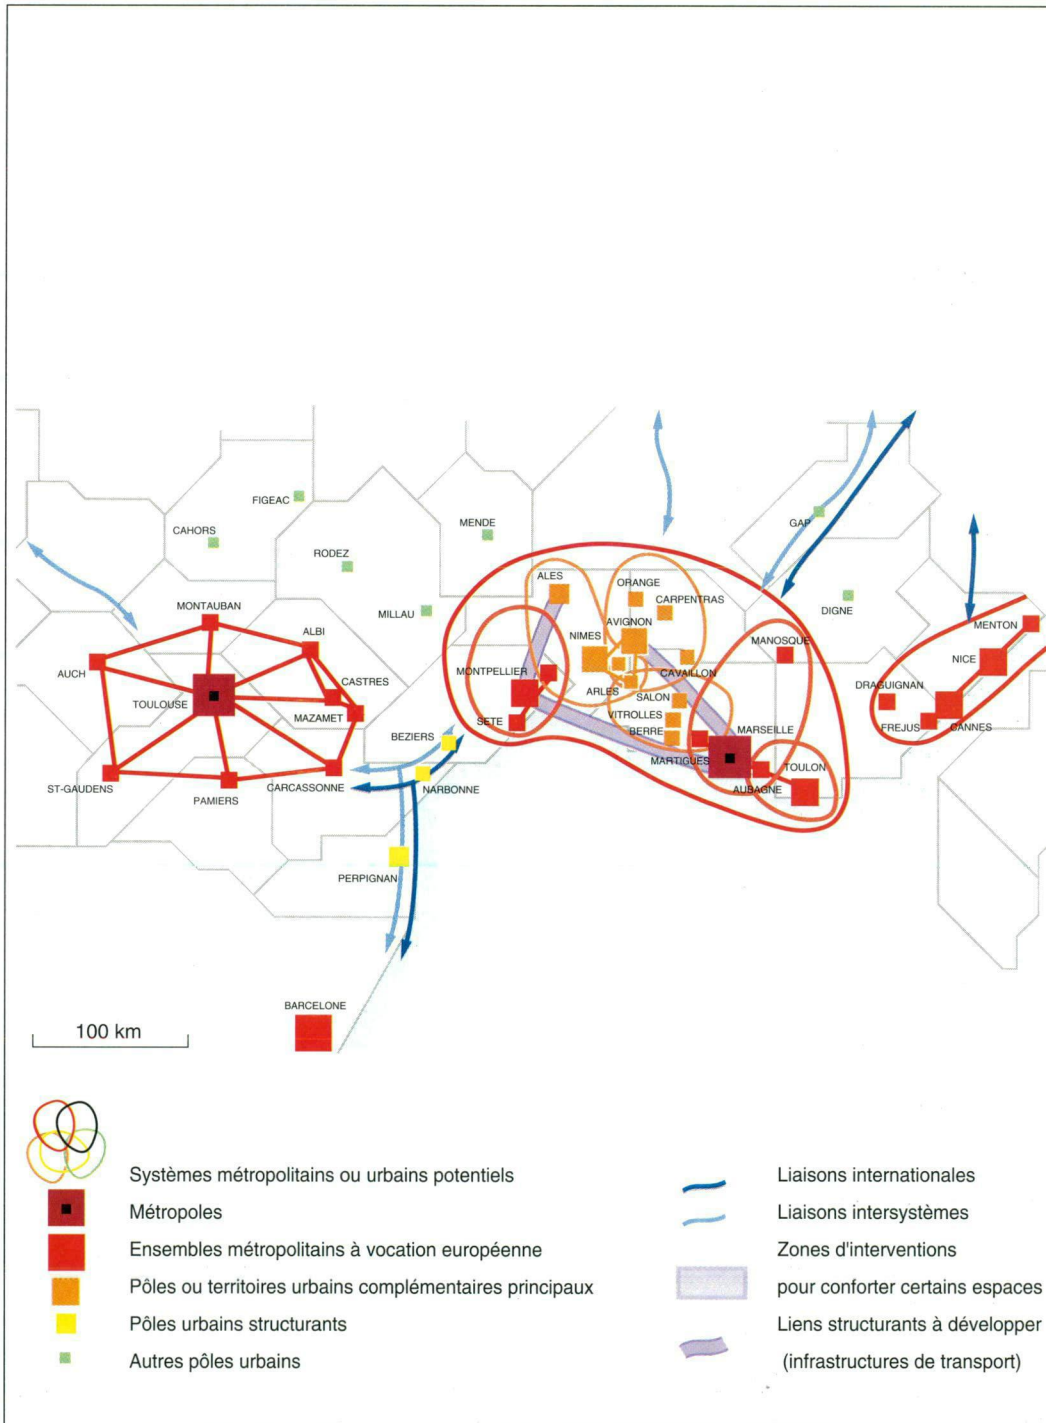 FIGEAC
CAHORS
MENDE
GAP
RODEZ
ALES
ORANGE
CARPENTRAS
MONTAUBAN
MILLAU
DIGNE
AVIGNON
MENTON
ALBI
NIMES
MANOSQUE
NICE
AUCH
MONTPELLIER
CAVAILLON
CASTRES
DRAGUIGNAN
TOULOUSE
ARLES
SALON
MAZAMET
SETE
VITROLLES
FREJUS
CANNES
BEZIERS
BERRE
MARSEILLE
MARTIGUES
TOULON
ST-GAUDENS
CARCASSONNE
NARBONNE
AUBAGNE
PAMIERS
PERPIGNAN
BARCELONE
100 km
Systèmes métropolitains ou urbains potentiels
Métropoles
Ensembles métropolitains à vocation européenne
Pôles ou territoires urbains complémentaires principaux
Pôles urbains structurants
Autres pôles urbains
Liaisons internationales
Liaisons intersystèmes
Zones d'interventions
pour conforter certains espaces
Liens structurants à développer
(infrastructures de transport)